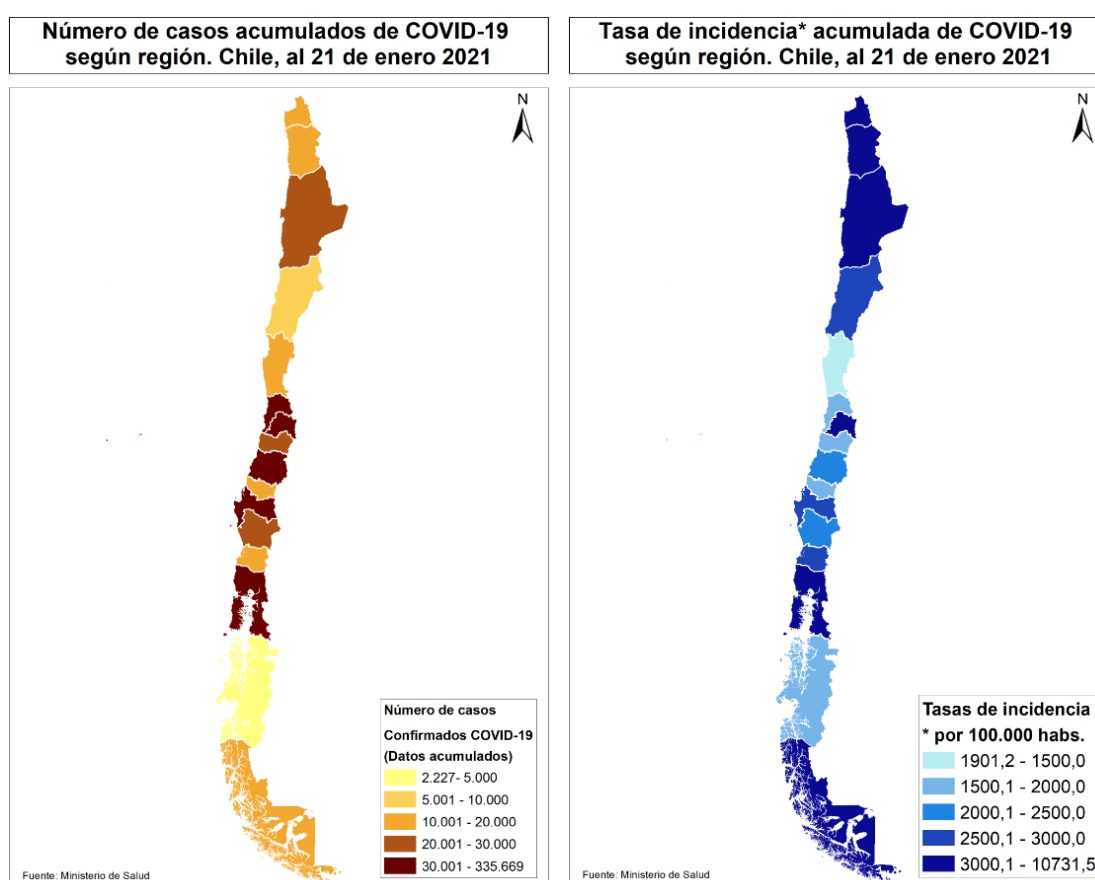 Número de casos acumulados de COVID-19
según región. Chile, al 21 de enero 2021
N
Número de casos
Confirmados COVID-19
(Datos acumulados)
2.227- 5.000
5.001 - 10.000
10.001 - 20.000
20.001 - 30.000
30.001 - 335.669
Fuente: Ministerio de Salud
Tasa de incidencia* acumulada de COVID-19
según región. Chile, al 21 de enero 2021
N
Tasas de incidencia
* por 100.000 habs.
1901,2 - 1500,0
1500,1 - 2000,0
2000,1 - 2500,0
2500,1 - 3000,0
3000,1 - 10731,5
Fuente: Ministerio de Salud